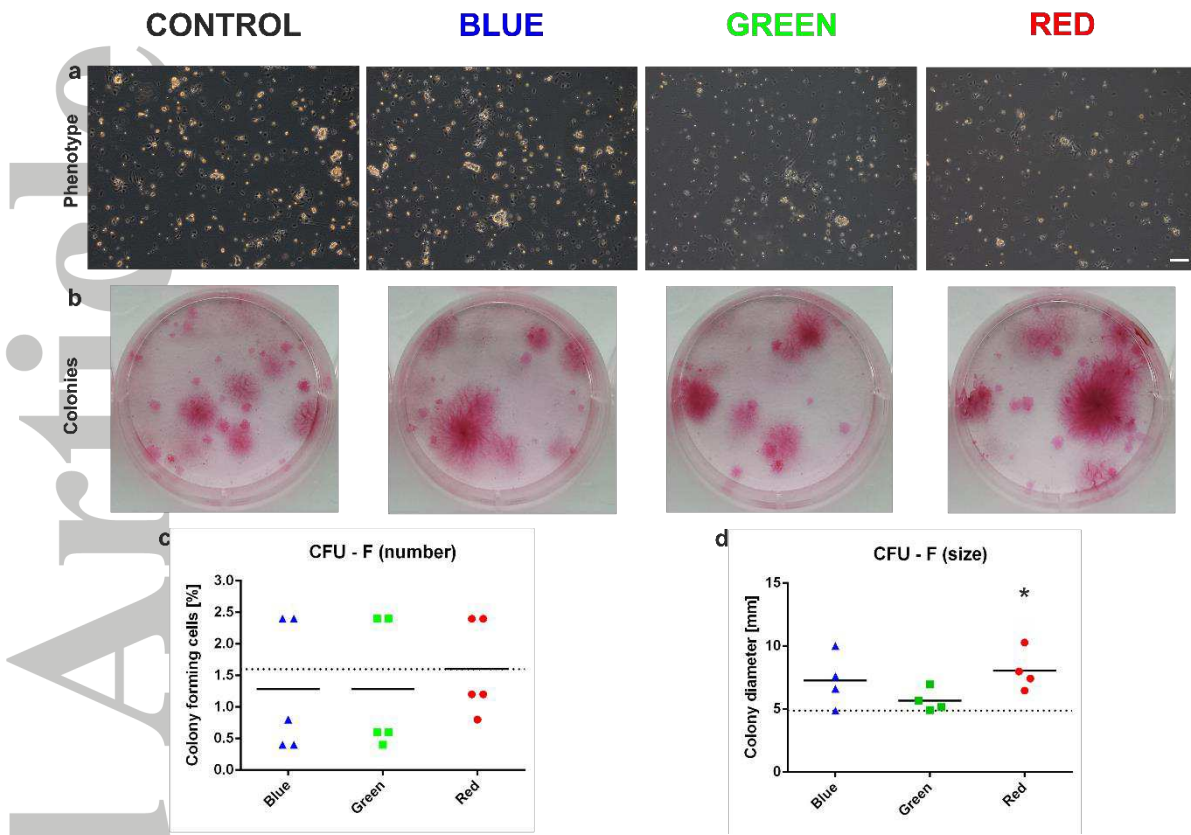 CONTROL BLUE GREEN RED
a
Phenotype
b
Colonies
c
CFU - F (number)
Colony forming cells [%]
3.0
2.5
2.0
1.5
1.0
0.5
0.0
Blue Green Red
d
CFU - F (size)
Colony diameter [mm]
15
10
5
0
*
Blue Green Red
l Article